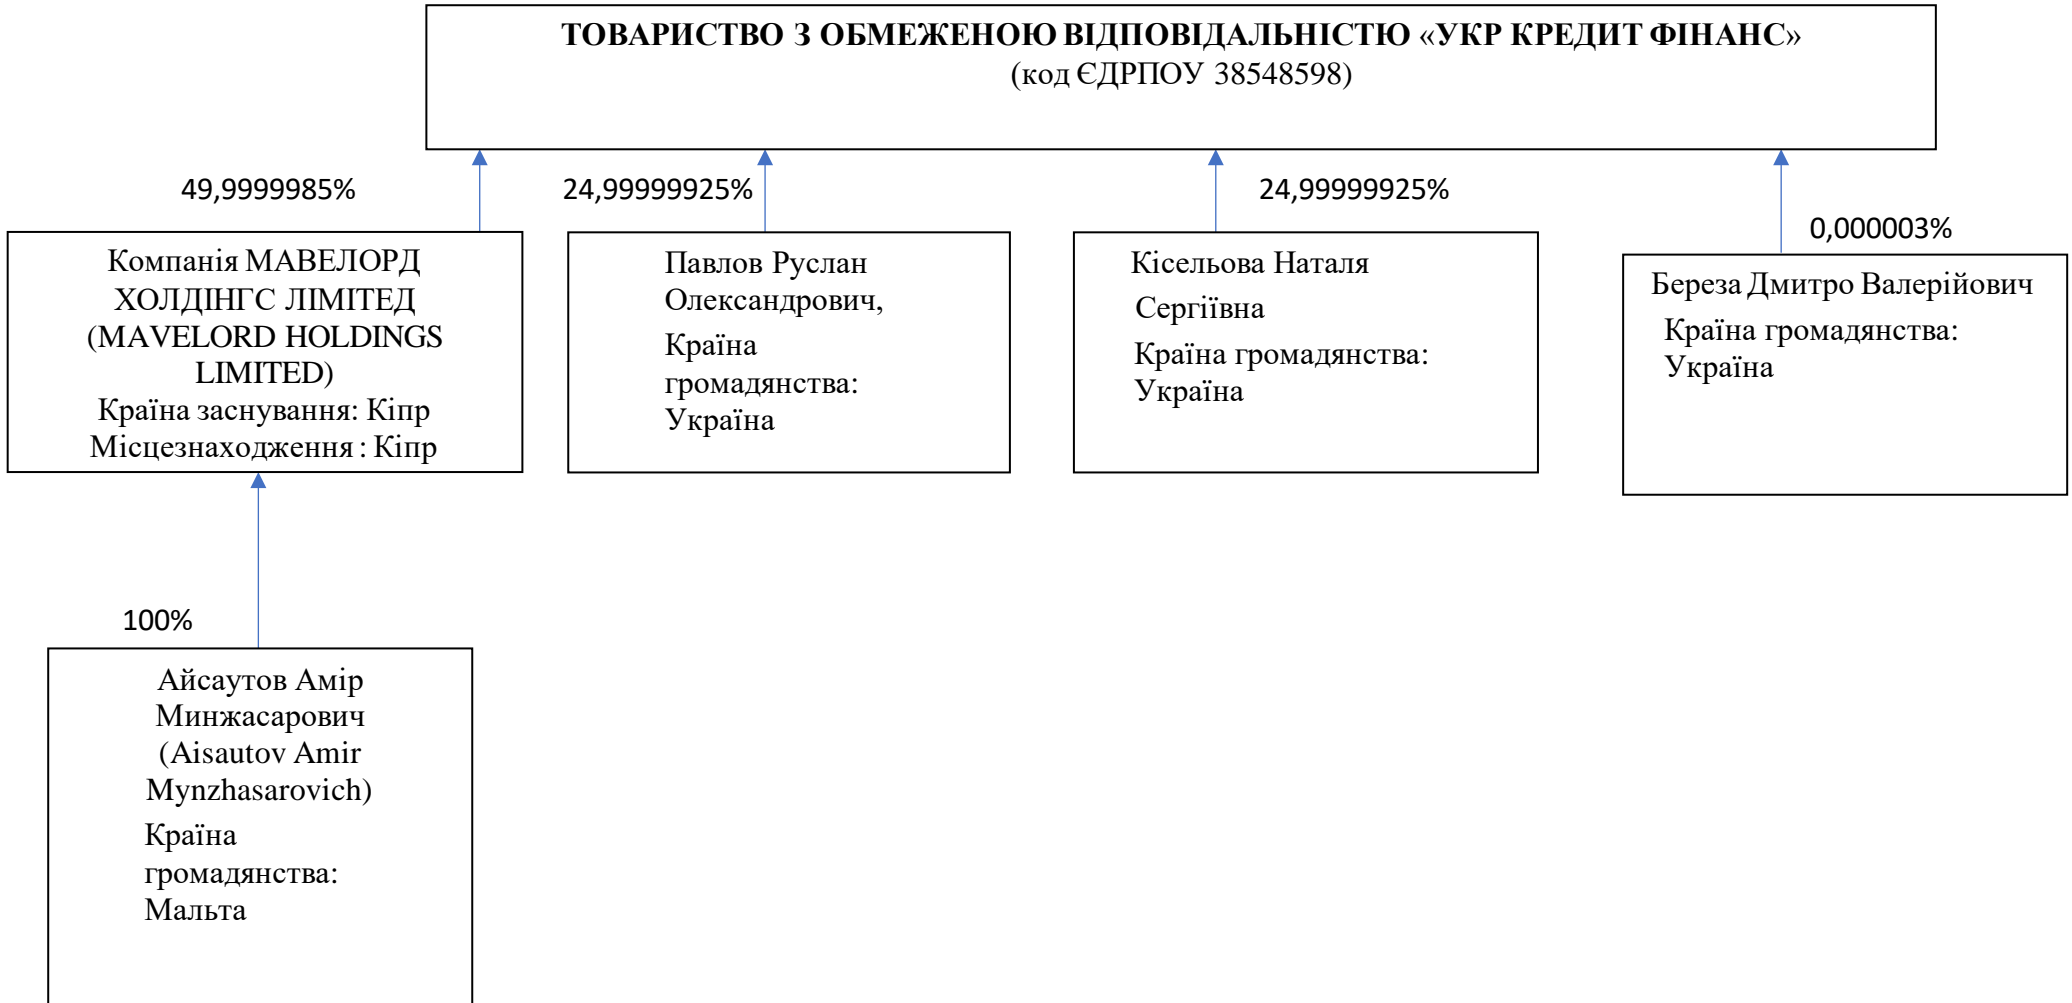 ТОВАРИСТВО З ОБМЕЖЕНОЮ ВІДПОВІДАЛЬНІСТЮ «УКР КРЕДИТ ФІНАНС»
(код ЄДРПОУ 38548598)
49,9999985%
24,99999925%
24,99999925%
0,000003%
Компанія МАВЕЛОРД
ХОЛДІНГС ЛІМІТЕД
(MAVELORD HOLDINGS
LIMITED)
Країна заснування: Кіпр
Місцезнаходження : Кіпр
Павлов Руслан
Олександрович,
Країна
громадянства:
Україна
Кісельова Наталя
Сергіївна
Країна громадянства:
Україна
Береза Дмитро Валерійович
Країна громадянства:
Україна
100%
Айсаутов Амір
Минжасарович
(Aisautov Amir
Mynzhasarovich)
Країна
громадянства:
Мальта